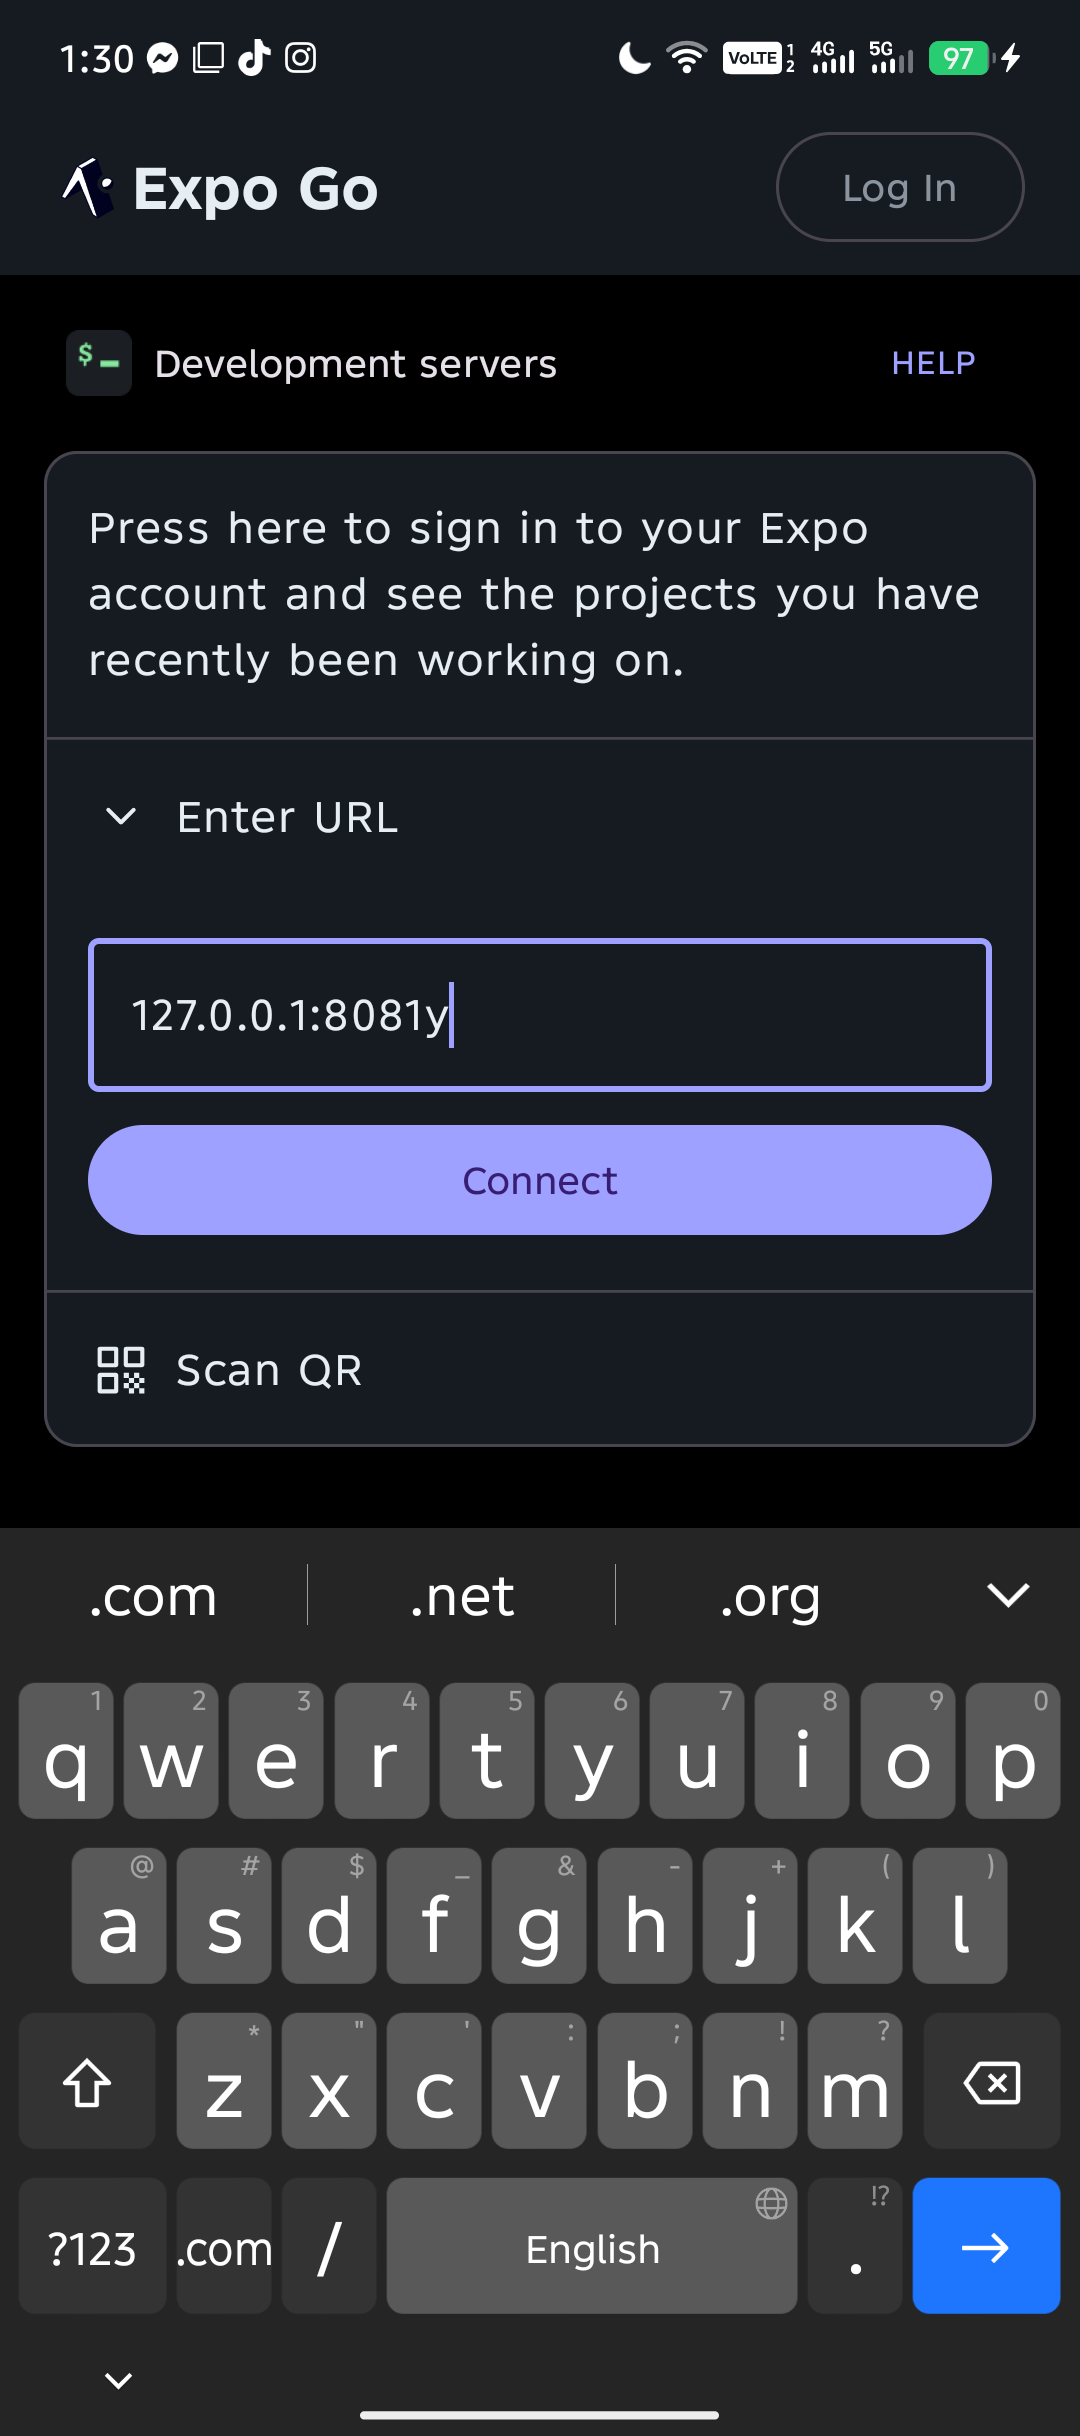 1:30 VoLTE 1 2 4G 5G 97
Expo Go
Log In
$ Development servers
HELP
Press here to sign in to your Expo
account and see the projects you have
recently been working on.
Enter URL
127.0.0.1:8081y
Connect
Scan QR
.com .net .org
1 2 3 4 5 6 7 8 9 0
q w e r t y u i o p
@ # $ _ & - + ( )
a s d f g h j k l
* " ' : ; ! ?
z x c v b n m
!?
?123 .com / English .